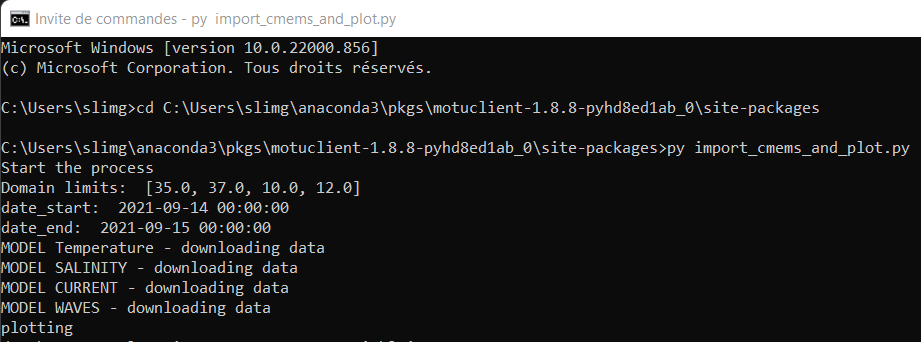 Invite de commandes - py import_cmems_and_plot.py
Microsoft Windows [version 10.0.22000.856]
(c) Microsoft Corporation. Tous droits réservés.
C:\Users\slimg>cd C:\Users\slimg\anaconda3\pkgs\motuclient-1.8.8-pyhd8ed1ab_0\site-packages
C:\Users\slimg\anaconda3\pkgs\motuclient-1.8.8-pyhd8ed1ab_0\site-packages>py import_cmems_and_plot.py
Start the process
Domain limits:  [35.0, 37.0, 10.0, 12.0]
date_start:  2021-09-14 00:00:00
date_end:  2021-09-15 00:00:00
MODEL Temperature - downloading data
MODEL SALINITY - downloading data
MODEL CURRENT - downloading data
MODEL WAVES - downloading data
plotting